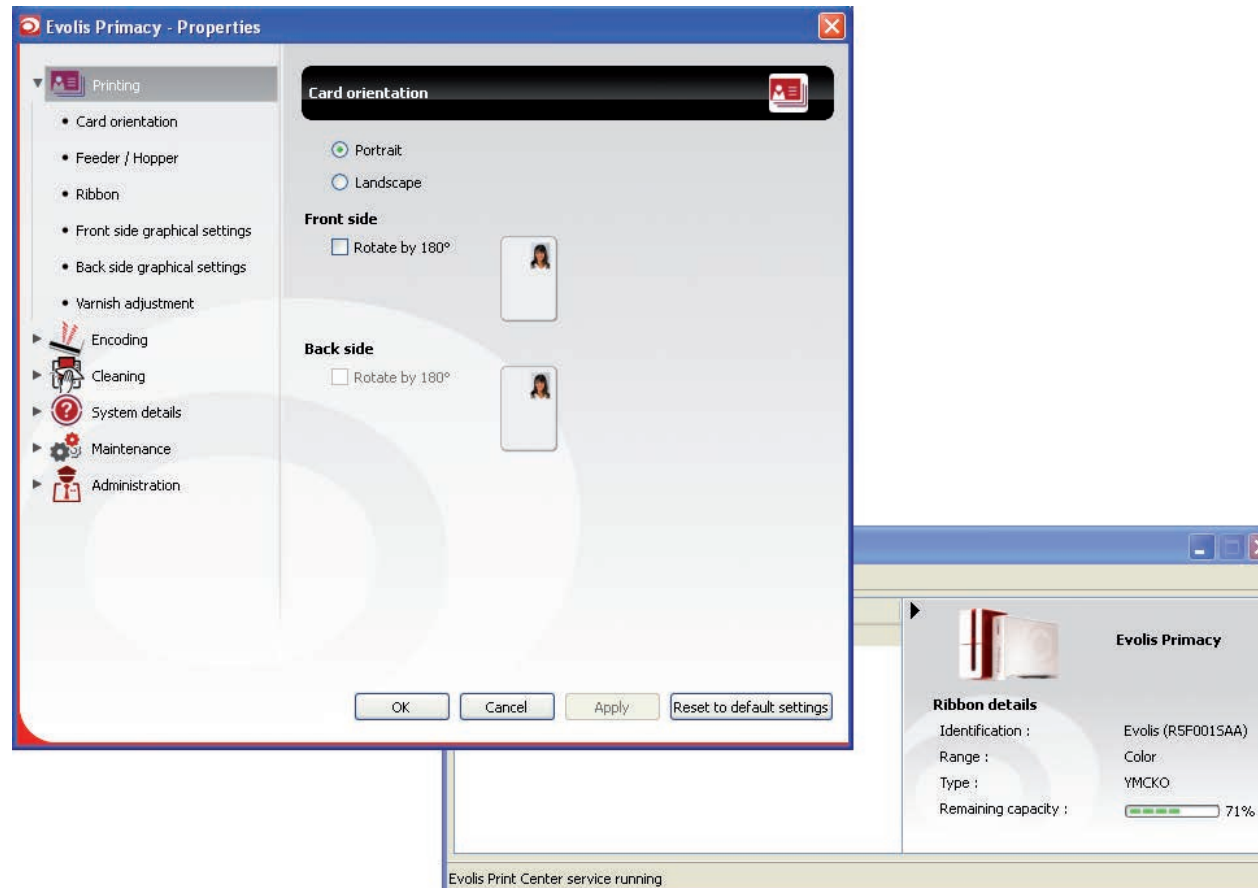 Evolis Primacy - Properties
Printing
Card orientation
Feeder / Hopper
Ribbon
Front side graphical settings
Back side graphical settings
Varnish adjustment
Encoding
Cleaning
System details
Maintenance
Administration
Card orientation
Portrait
Landscape
Front side
Rotate by 180°
Back side
Rotate by 180°
OK Cancel Apply Reset to default settings
Evolis Primacy
Ribbon details
Identification : Evolis (R5F001SAA)
Range : Color
Type : YMCKO
Remaining capacity : 71%
Evolis Print Center service running